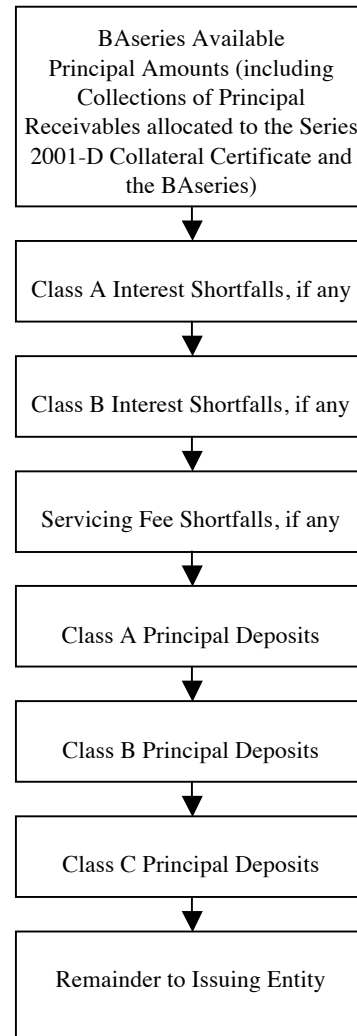 BAseries Available
Principal Amounts (including
Collections of Principal
Receivables allocated to the Series
2001-D Collateral Certificate and
the BAseries)
Class A Interest Shortfalls, if any
Class B Interest Shortfalls, if any
Servicing Fee Shortfalls, if any
Class A Principal Deposits
Class B Principal Deposits
Class C Principal Deposits
Remainder to Issuing Entity